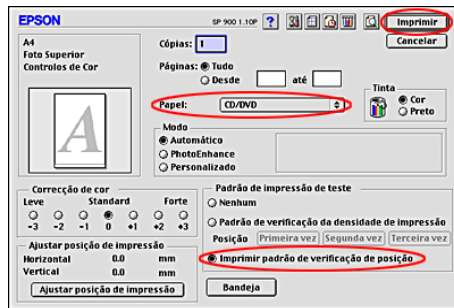 EPSON
SP 900 1.10P
?
Imprimir
A4
Foto Superior
Controlos de Cor
Cópias: 1
Cancelar
Páginas: Tudo
Desde até
Papel: CD/DVD
Tinta
Cor
Preto
A
Modo
Automático
PhotoEnhance
Personalizado
Correcção de cor
Leve Standard Forte
-3 -2 -1 0 +1 +2 +3
Ajustar posição de impressão
Horizontal 0.0 mm
Vertical 0.0 mm
Ajustar posição de impressão
Padrão de impressão de teste
Nenhum
Padrão de verificação da densidade de impressão
Posição Primeira vez Segunda vez Terceira vez
Imprimir padrão de verificação de posição
Bandeja